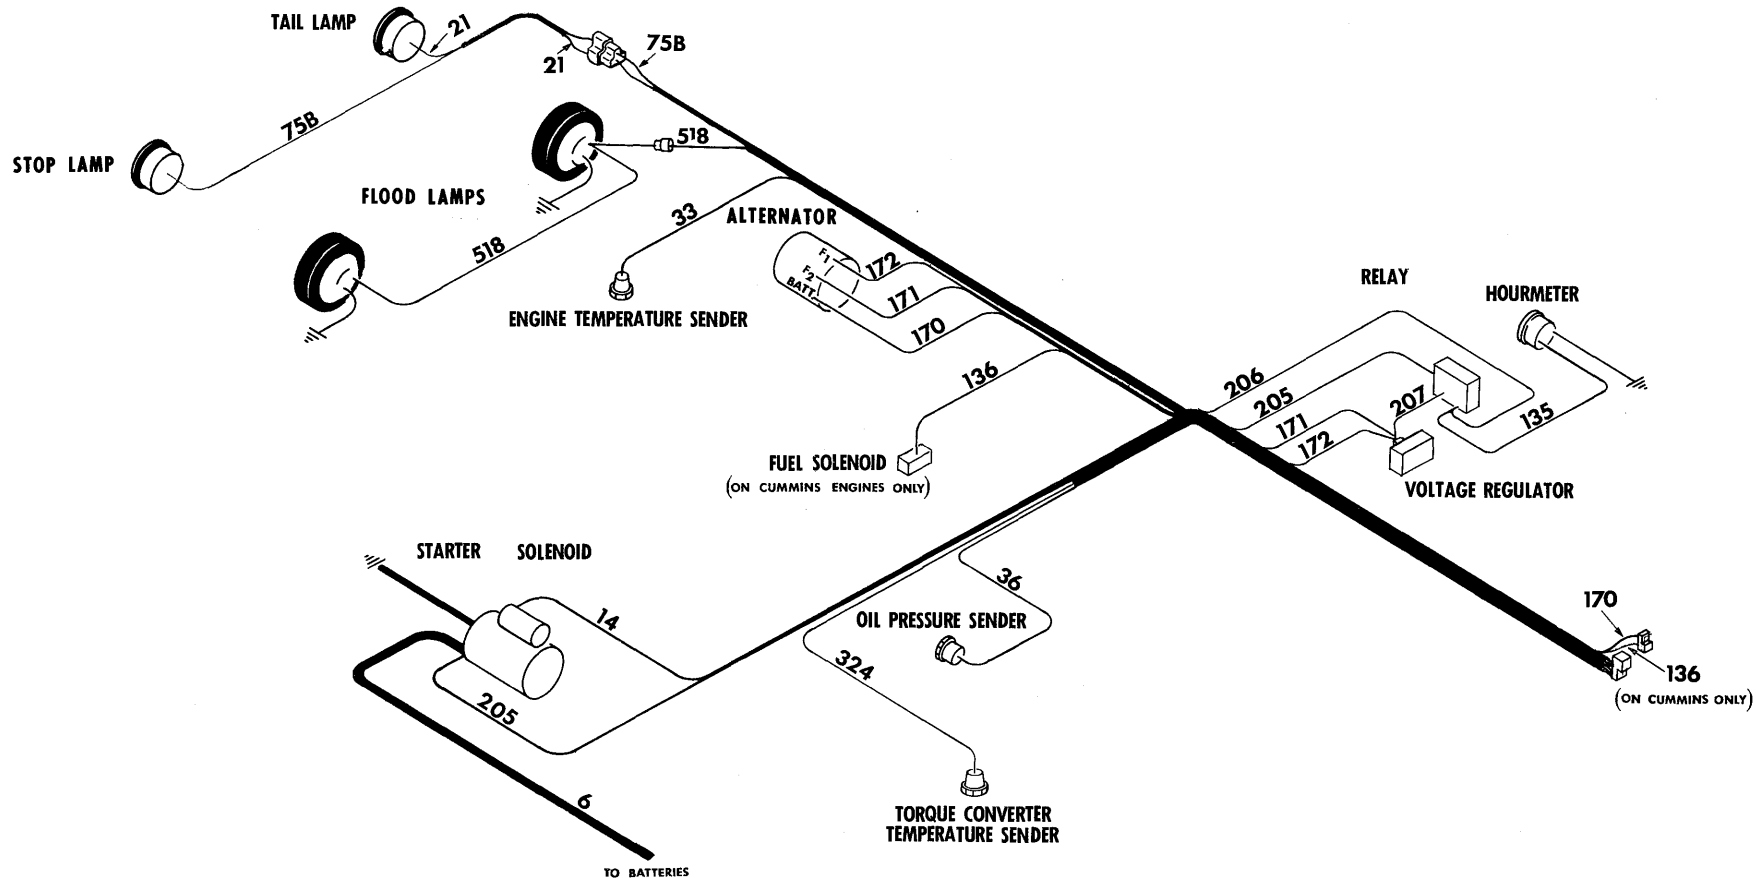 TAIL LAMP
21
21
75B
75B
STOP LAMP
518
FLOOD LAMPS
518
33
ALTERNATOR
F1
F2
BATT.
172
171
170
ENGINE TEMPERATURE SENDER
136
FUEL SOLENOID
(ON CUMMINS ENGINES ONLY)
RELAY
HOURMETER
206
205
207
171
172
135
VOLTAGE REGULATOR
STARTER
SOLENOID
14
205
6
TO BATTERIES
36
OIL PRESSURE SENDER
324
TORQUE CONVERTER
TEMPERATURE SENDER
170
136
(ON CUMMINS ONLY)